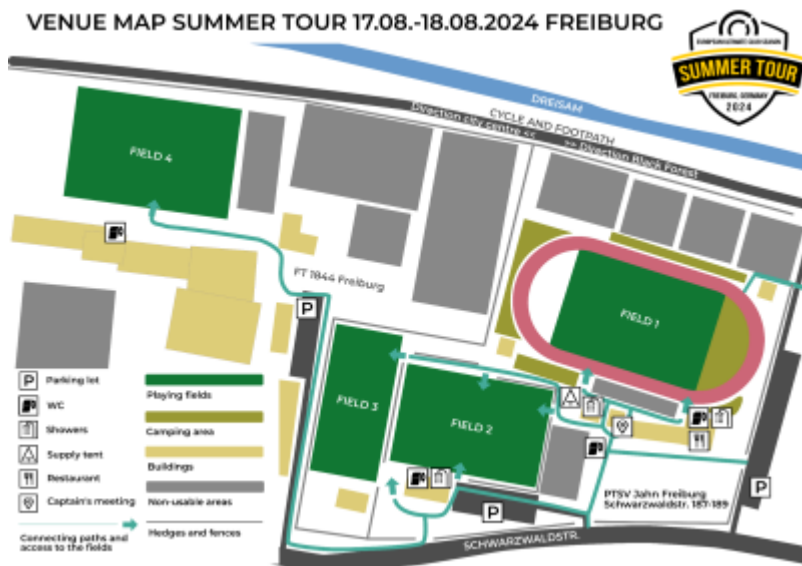 VENUE MAP SUMMER TOUR 17.08.-18.08.2024 FREIBURG
SUMMER TOUR
FREIBURG, GERMANY
2024
DREISAM
CYCLE AND FOOTPATH
Direction city centre <<
>> Direction Black Forest
FIELD 4
FT 1844 Freiburg
FIELD 1
P
FIELD 3
FIELD 2
P Parking lot
WC
Showers
Supply tent
Restaurant
Captain's meeting
Connecting paths and
access to the fields
Playing fields
Camping area
Buildings
Non-usable areas
Hedges and fences
P
P
PTSV Jahn Freiburg
Schwarzwaldstr. 187-189
SCHWARZWALDSTR.